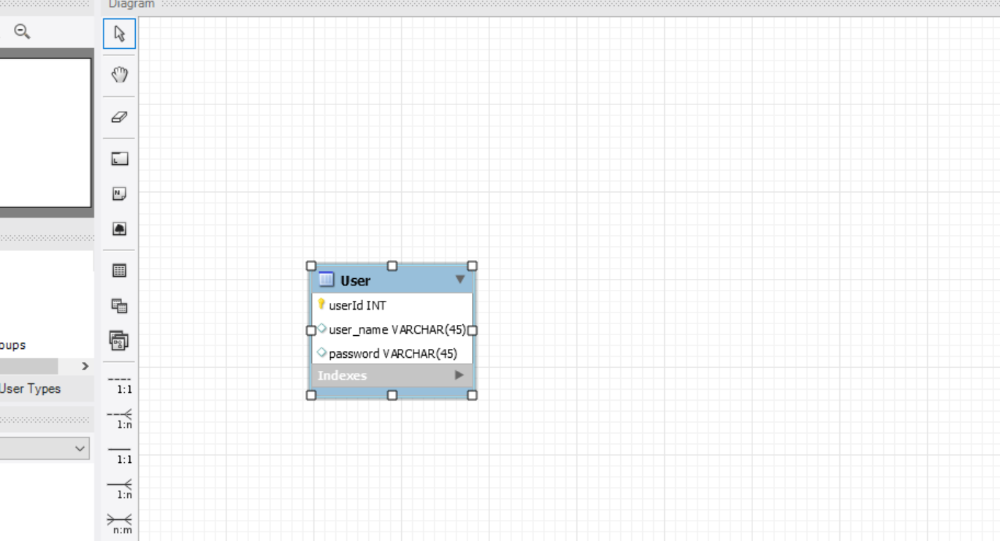 Diagram
User
userId INT
user_name VARCHAR(45)
password VARCHAR(45)
Indexes
User Types
1:1
1:n
1:1
1:n
n:m